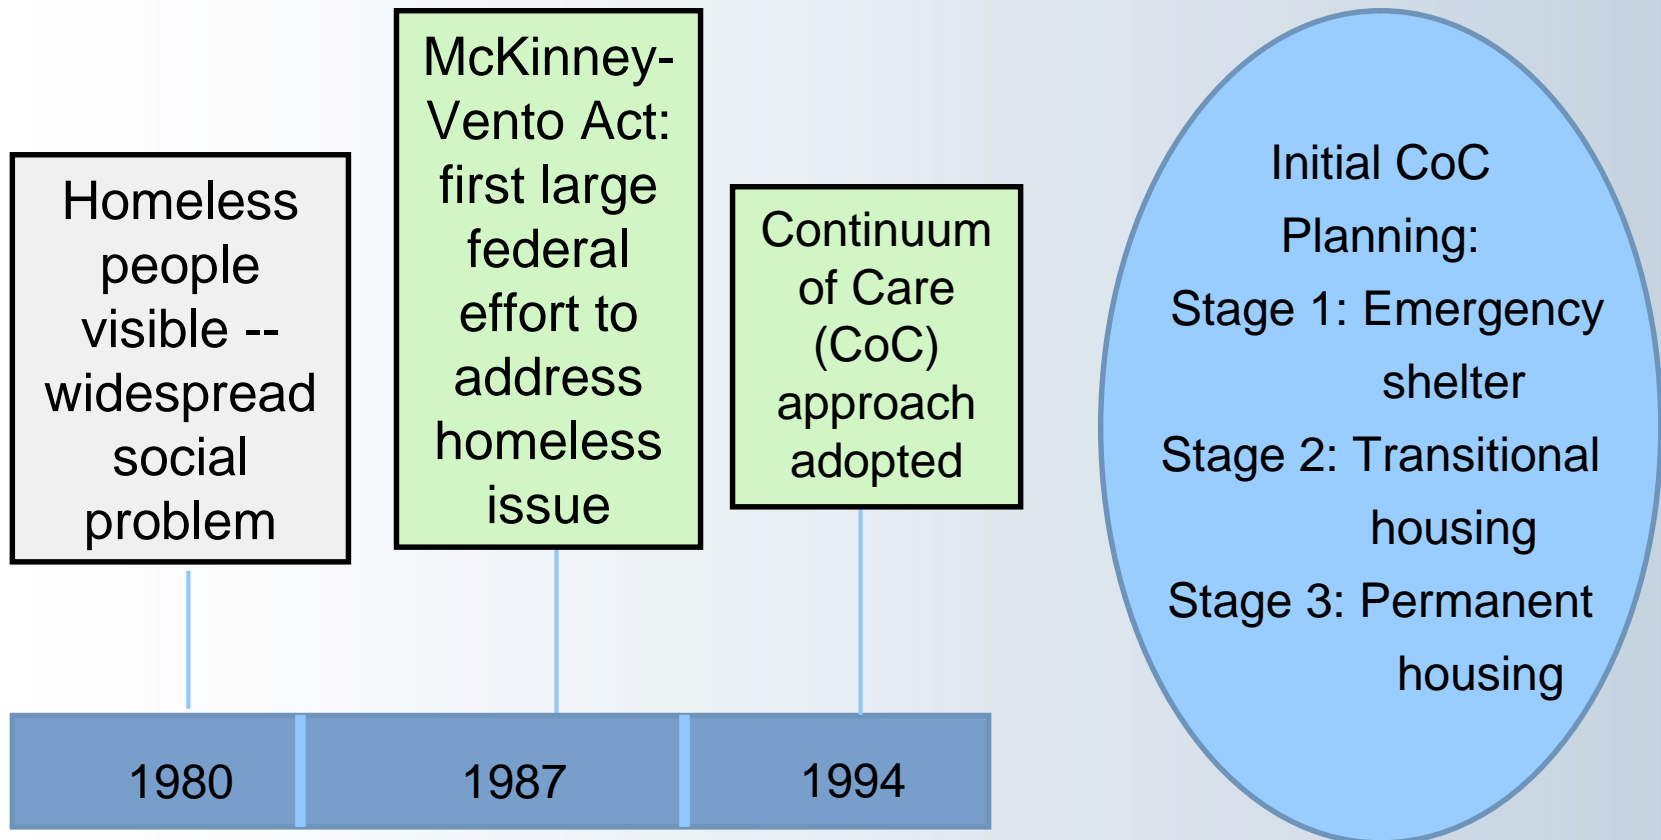 Homeless
people
visible --
widespread
social
problem
McKinney-
Vento Act:
first large
federal
effort to
address
homeless
issue
Continuum
of Care
(CoC)
approach
adopted
Initial CoC
Planning:
Stage 1: Emergency
shelter
Stage 2: Transitional
housing
Stage 3: Permanent
housing
1980
1987
1994